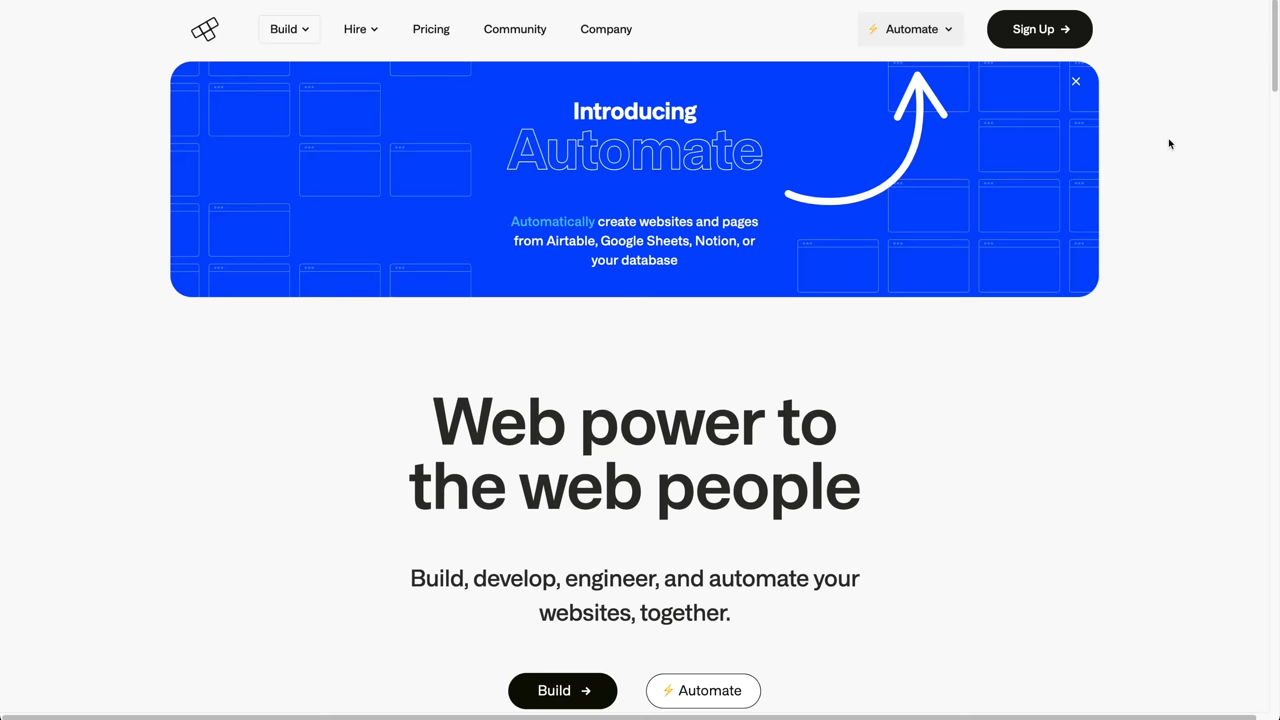 Build
Hire
Pricing
Community
Company
⚡ Automate
Sign Up →
Introducing
Automate
Automatically create websites and pages
from Airtable, Google Sheets, Notion, or
your database
Web power to
the web people
Build, develop, engineer, and automate your
websites, together.
Build →
⚡ Automate